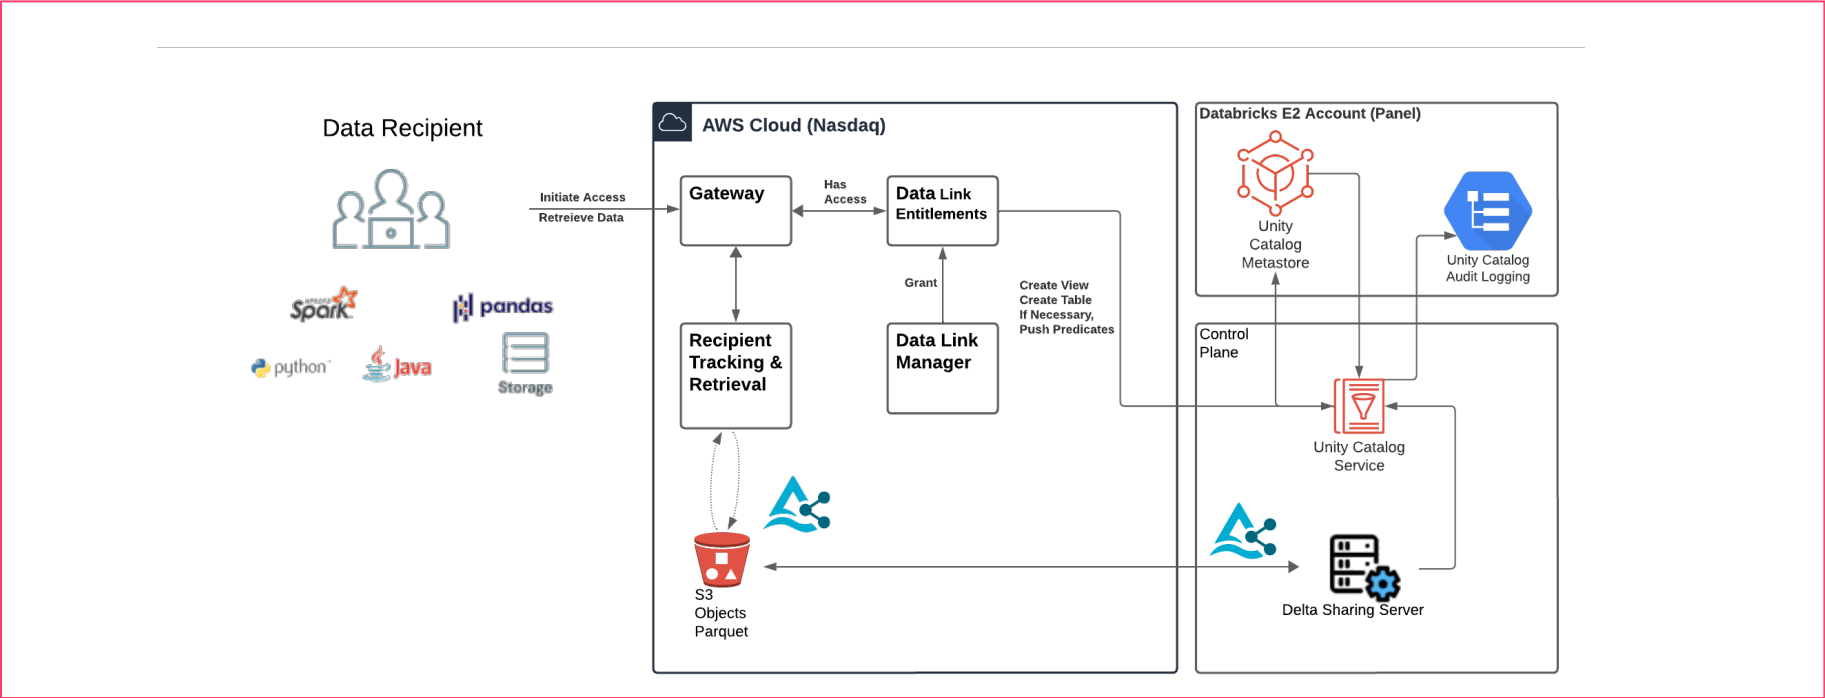 Data Recipient
Initiate Access
Retreieve Data
APACHE
Spark
pandas
python
Java
Storage
AWS Cloud (Nasdaq)
Gateway
Has
Access
Data Link
Entitlements
Grant
Recipient
Tracking &
Retrieval
Data Link
Manager
Create View
Create Table
If Necessary,
Push Predicates
S3
Objects
Parquet
Databricks E2 Account (Panel)
Unity
Catalog
Metastore
Unity Catalog
Audit Logging
Control
Plane
Unity Catalog
Service
Delta Sharing Server